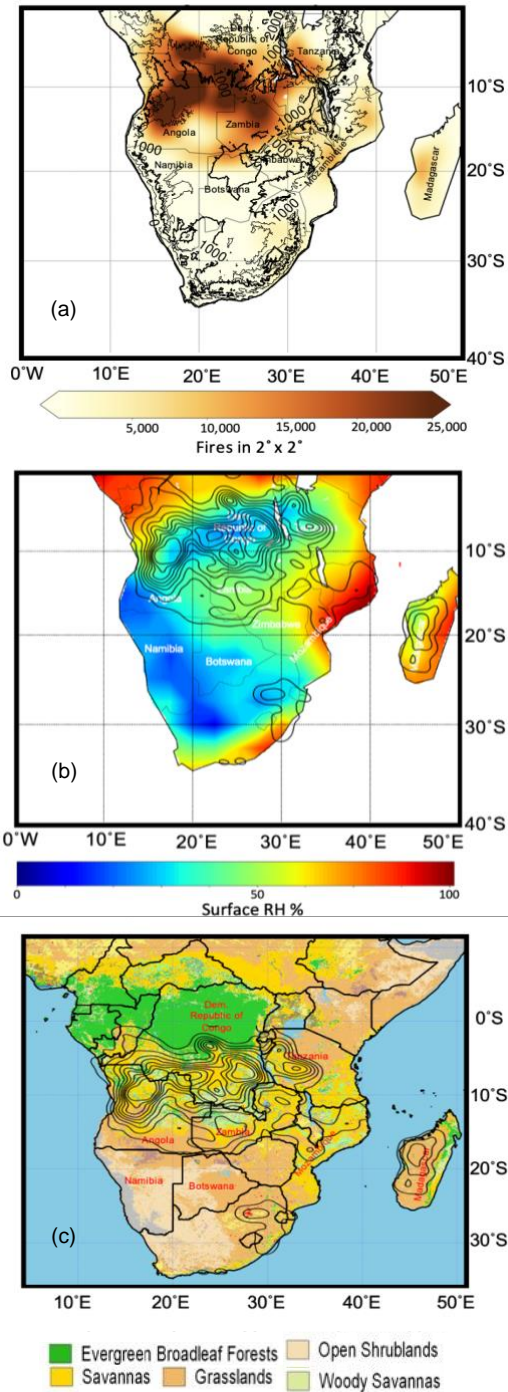 Dem.
Republic of
Congo
Tanzania
1000
1000
1000
10°S
Angola
Zambia
1000
1000
1000
Namibia
Zimbabwe
Mozambique
Madagascar
20°S
Botswana
1000
1000
30°S
(a)
40°S
0°W 10°E 20°E 30°E 40°E 50°E
5,000 10,000 15,000 20,000 25,000
Fires in 2° x 2°
Republic of
10°S
Angola
Zimbabwe
Mozambique
20°S
Namibia
Botswana
30°S
(b)
40°S
0°W 10°E 20°E 30°E 40°E 50°E
0 50 100
Surface RH %
Dem.
Republic of
Congo
0°S
Tanzania
10°S
Angola
Zambia
Mozambique
Madagascar
Namibia
Botswana
20°S
30°S
(c)
10°E 20°E 30°E 40°E 50°E
Evergreen Broadleaf Forests
Open Shrublands
Savannas
Grasslands
Woody Savannas